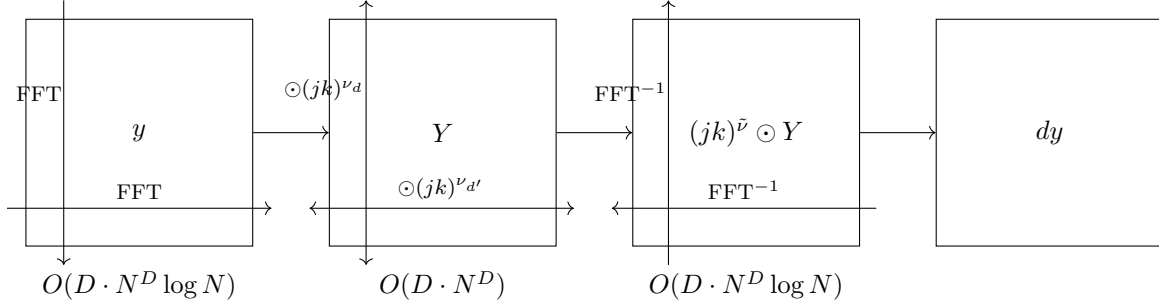 FFT
y
FFT
O(D · N^D log N)
⊙(jk)^{ν_d}
Y
⊙(jk)^{ν_{d'}}
O(D · N^D)
FFT^{−1}
(jk)^{ν̃} ⊙ Y
FFT^{−1}
O(D · N^D log N)
dy